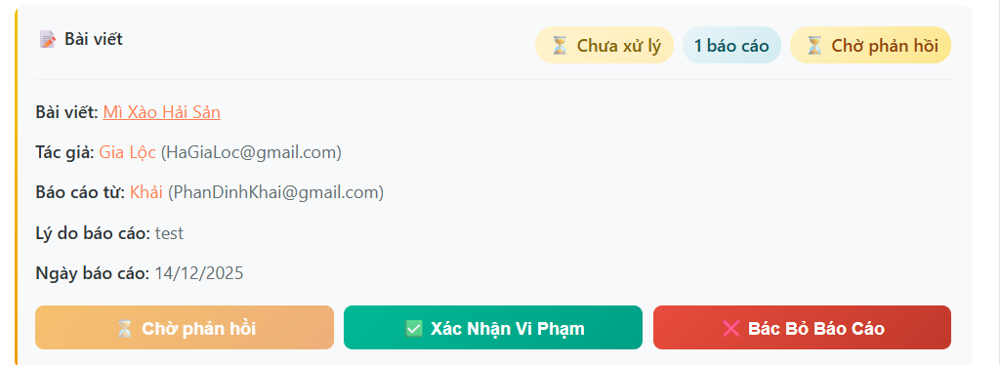 📝 Bài viết
⏳ Chưa xử lý 1 báo cáo ⏳ Chờ phản hồi
Bài viết: Mì Xào Hải Sản
Tác giả: Gia Lộc (HaGiaLoc@gmail.com)
Báo cáo từ: Khải (PhanDinhKhai@gmail.com)
Lý do báo cáo: test
Ngày báo cáo: 14/12/2025
⏳ Chờ phản hồi ✅ Xác Nhận Vi Phạm ❌ Bác Bỏ Báo Cáo